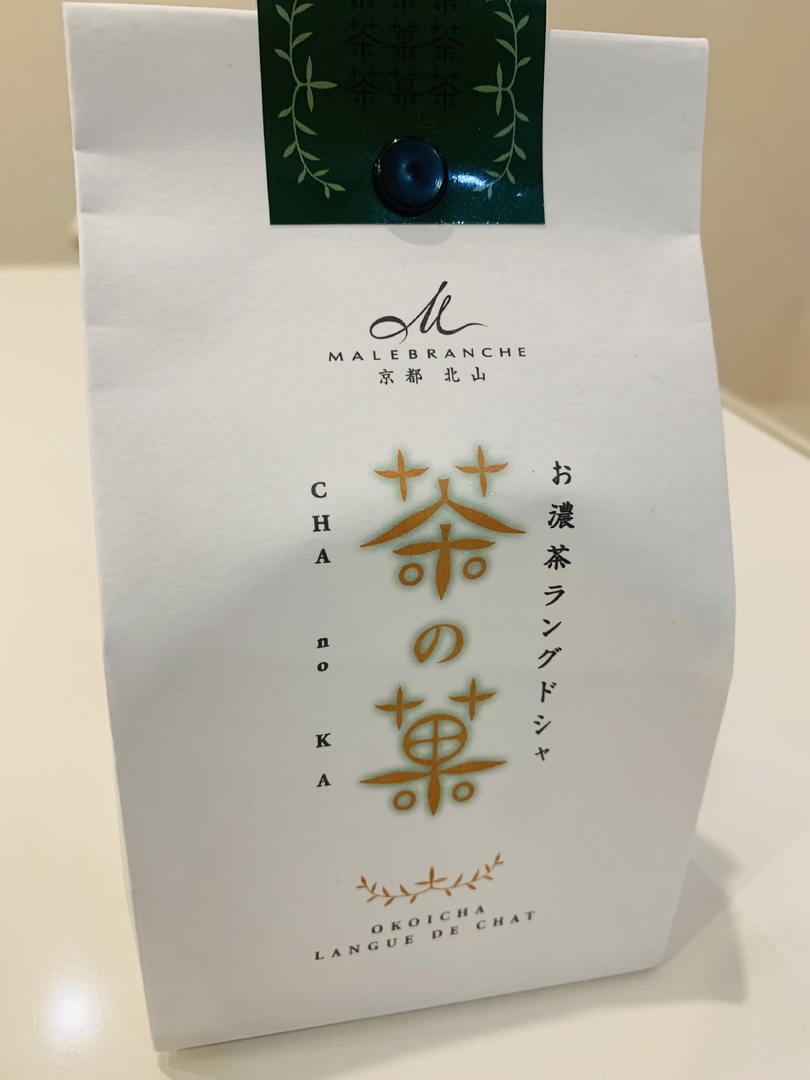 茶菓茶
茶菓茶
M
MALEBRANCHE
京都 北山
お濃茶ラングドシャ
茶の菓
CHA no KA
OKOICHA
LANGUE DE CHAT